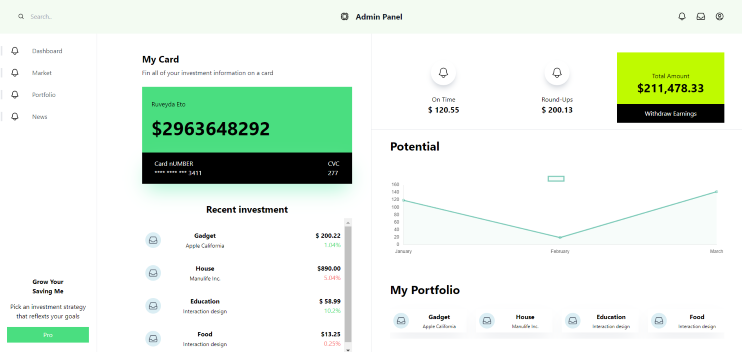 Search..
Admin Panel
Dashboard
Market
Portfolio
News
Grow Your
Saving Me
Pick an investment strategy
that reflexts your goals
Pro
My Card
Fin all of your investment information on a card
Ruveyda Eto
$2963648292
Card nUMBER
CVC
**** **** *** 3411
277
Recent investment
Gadget
$ 200.22
Apple California
1.04%
House
$890.00
Manulife Inc.
5.04%
Education
$ 58.99
Interaction design
10.2%
Food
$13.25
Interaction design
0.25%
On Time
$ 120.55
Round-Ups
$ 200.13
Total Amount
$211,478.33
Withdraw Earnings
Potential
160
140
120
100
80
60
40
20
0
January
February
March
My Portfolio
Gadget
Apple California
House
Manulife Inc.
Education
Interaction design
Food
Interaction design